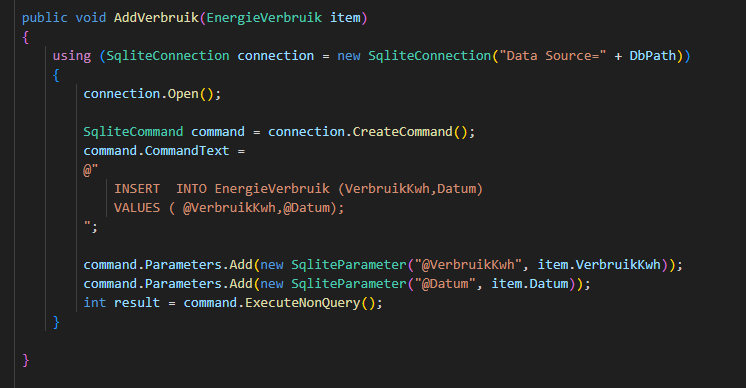 public void AddVerbruik(EnergieVerbruik item)
{
using (SqliteConnection connection = new SqliteConnection("Data Source=" + DbPath))
{
connection.Open();
SqliteCommand command = connection.CreateCommand();
command.CommandText =
@"
INSERT  INTO EnergieVerbruik (VerbruikKwh,Datum)
VALUES ( @VerbruikKwh,@Datum);
";
command.Parameters.Add(new SqliteParameter("@VerbruikKwh", item.VerbruikKwh));
command.Parameters.Add(new SqliteParameter("@Datum", item.Datum));
int result = command.ExecuteNonQuery();
}
}